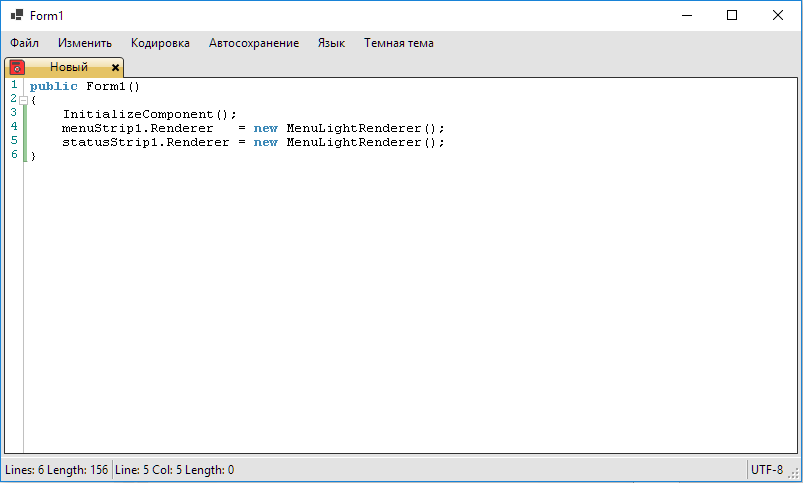 Form1
Файл Изменить Кодировка Автосохранение Язык Темная тема
Новый
1 public Form1()
2 {
3     InitializeComponent();
4     menuStrip1.Renderer   = new MenuLightRenderer();
5     statusStrip1.Renderer = new MenuLightRenderer();
6 }
Lines: 6 Length: 156 Line: 5 Col: 5 Length: 0 UTF-8